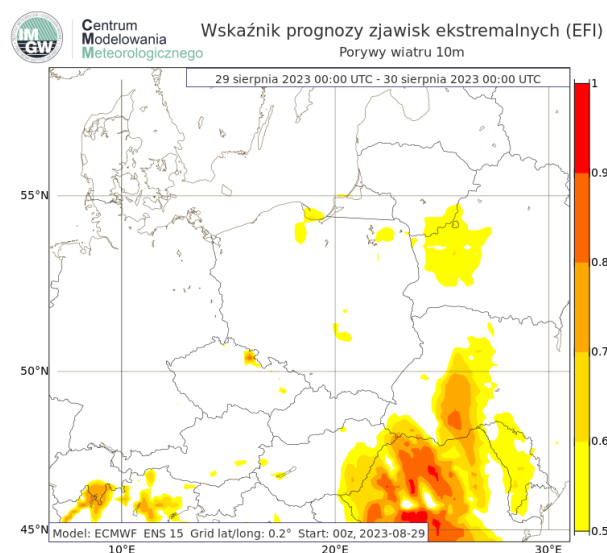 IMGW
Centrum
Modelowania
Meteorologicznego
Wskaźnik prognozy zjawisk ekstremalnych (EFI)
Porywy wiatru 10m
29 sierpnia 2023 00:00 UTC - 30 sierpnia 2023 00:00 UTC
1
0.9
0.8
0.7
0.6
0.5
55°N
50°N
45°N
Model: ECMWF ENS 15 Grid lat/long: 0.2° Start: 00z, 2023-08-29
10°E
20°E
30°E